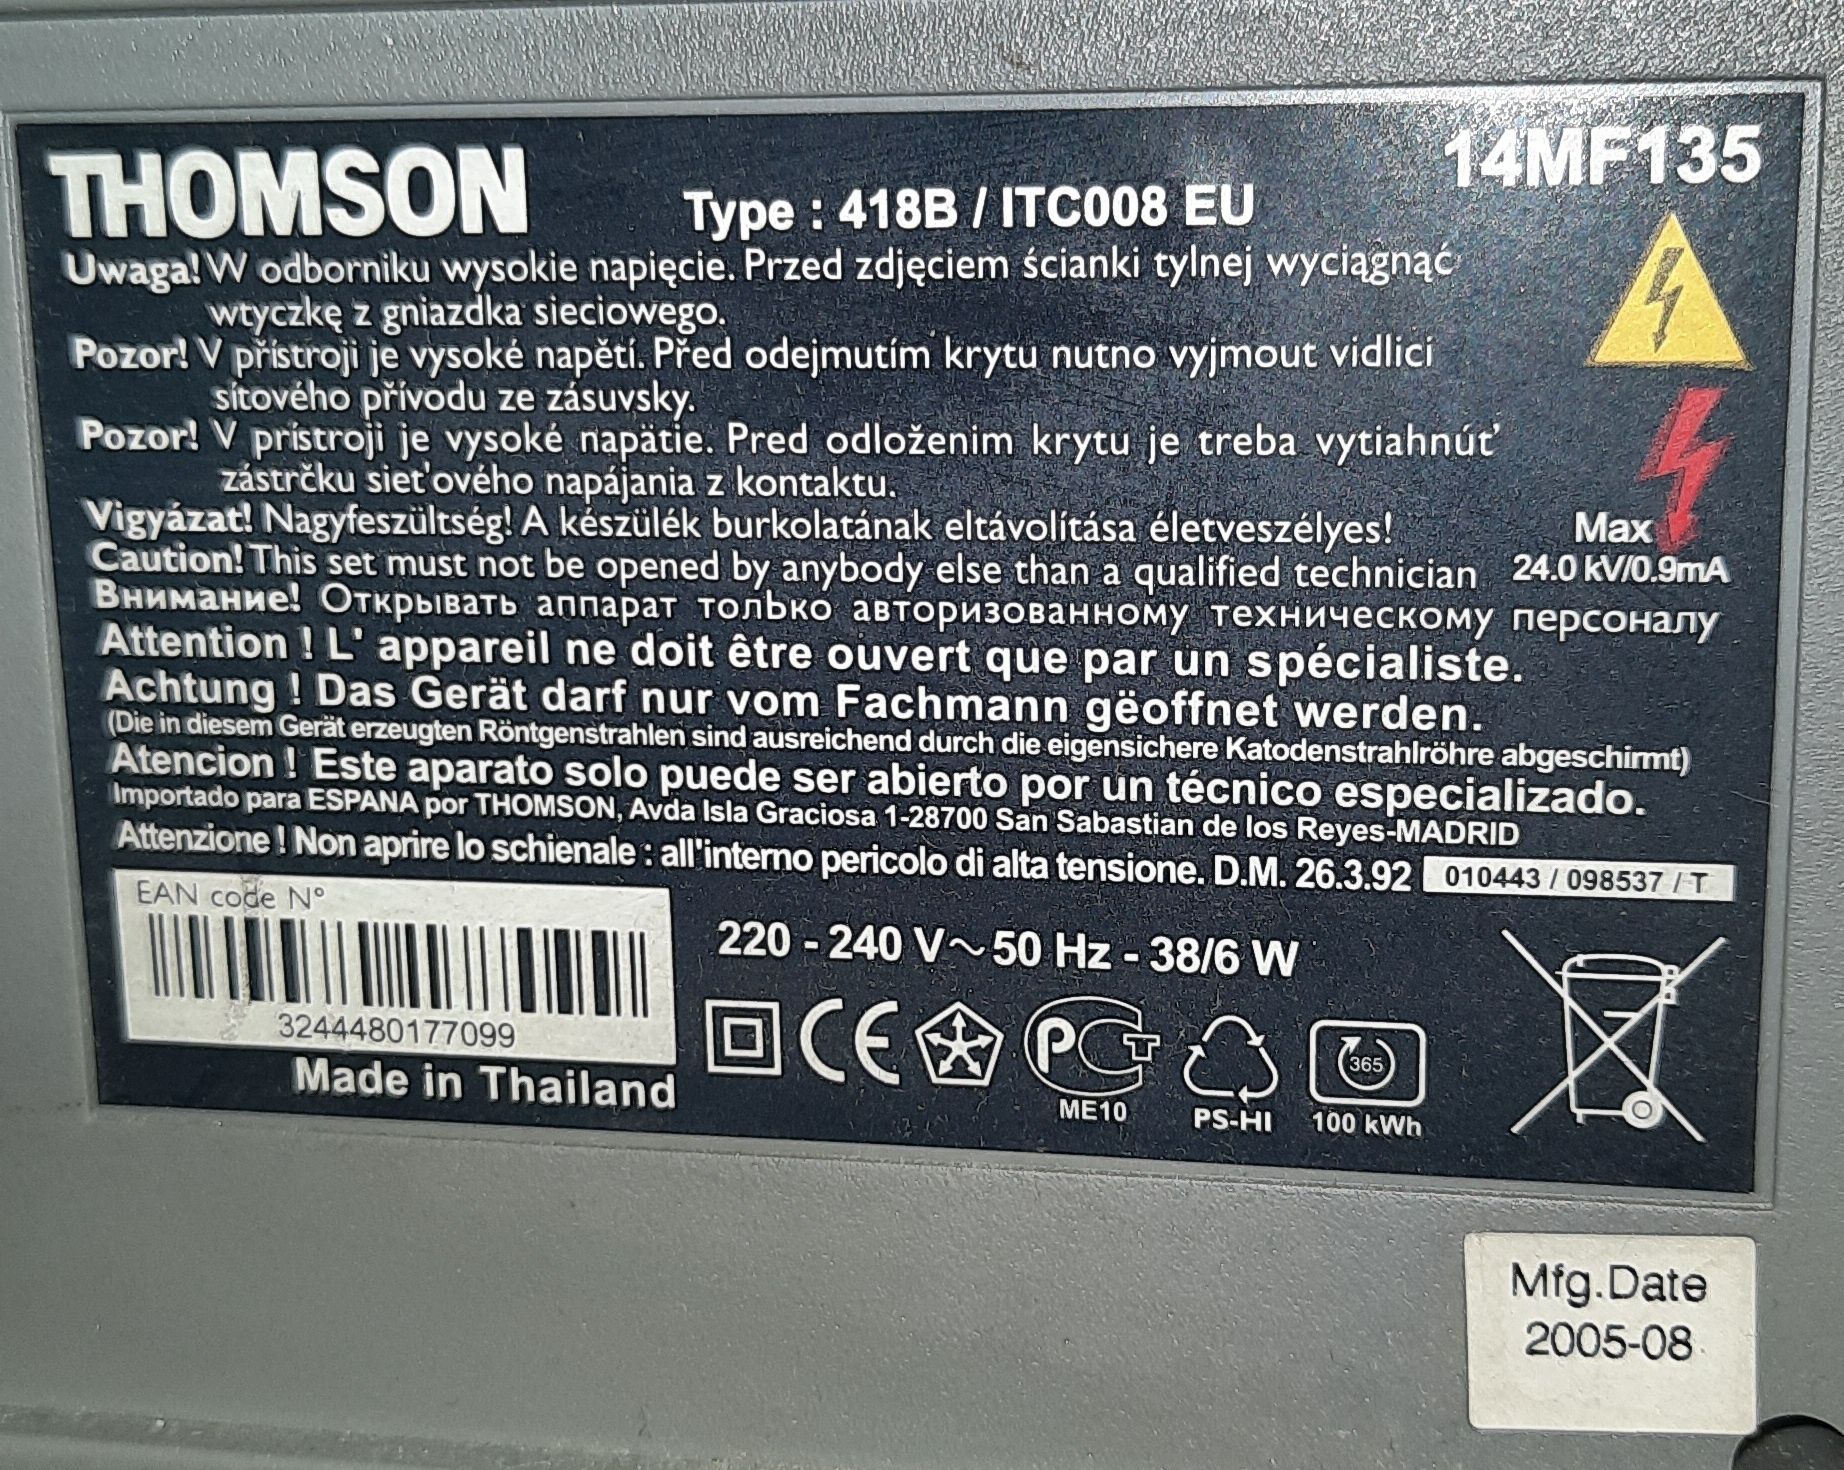 THOMSON
Type : 418B / ITC008 EU
14MF135
Uwaga! W odborniku wysokie napięcie. Przed zdjęciem ścianki tylnej wyciągnąć
wtyczkę z gniazdka sieciowego.
Pozor! V přístroji je vysoké napětí. Před odejmutím krytu nutno vyjmout vidlici
sítového přívodu ze zásuvsky.
Pozor! V prístroji je vysoké napätie. Pred odloženim krytu je treba vytiahnúť
zástrčku sieťového napájania z kontaktu.
Vigyázat! Nagyfeszültség! A készülék burkolatának eltávolítása életveszélyes!
Max
Caution! This set must not be opened by anybody else than a qualified technician
24.0 kV/0.9mA
Внимание! Открывать аппарат только авторизованному техническому персоналу
Attention ! L' appareil ne doit être ouvert que par un spécialiste.
Achtung ! Das Gerät darf nur vom Fachmann gëoffnet werden.
(Die in diesem Gerät erzeugten Röntgenstrahlen sind ausreichend durch die eigensichere Katodenstrahlröhre abgeschirmt)
Atencion ! Este aparato solo puede ser abierto por un técnico especializado.
Importado para ESPANA por THOMSON, Avda Isla Graciosa 1-28700 San Sabastian de los Reyes-MADRID
Attenzione ! Non aprire lo schienale : all'interno pericolo di alta tensione. D.M. 26.3.92
010443 / 098537 / T
EAN code N°
3244480177099
Made in Thailand
220 - 240 V~50 Hz - 38/6 W
CE
РСТ
ME10
PS-HI
365
100 kWh
Mfg.Date
2005-08